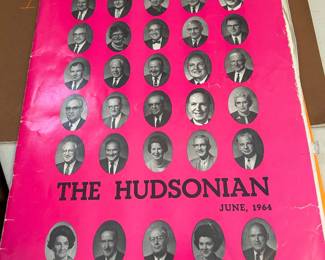 THE HUDSONIAN
JUNE, 1964